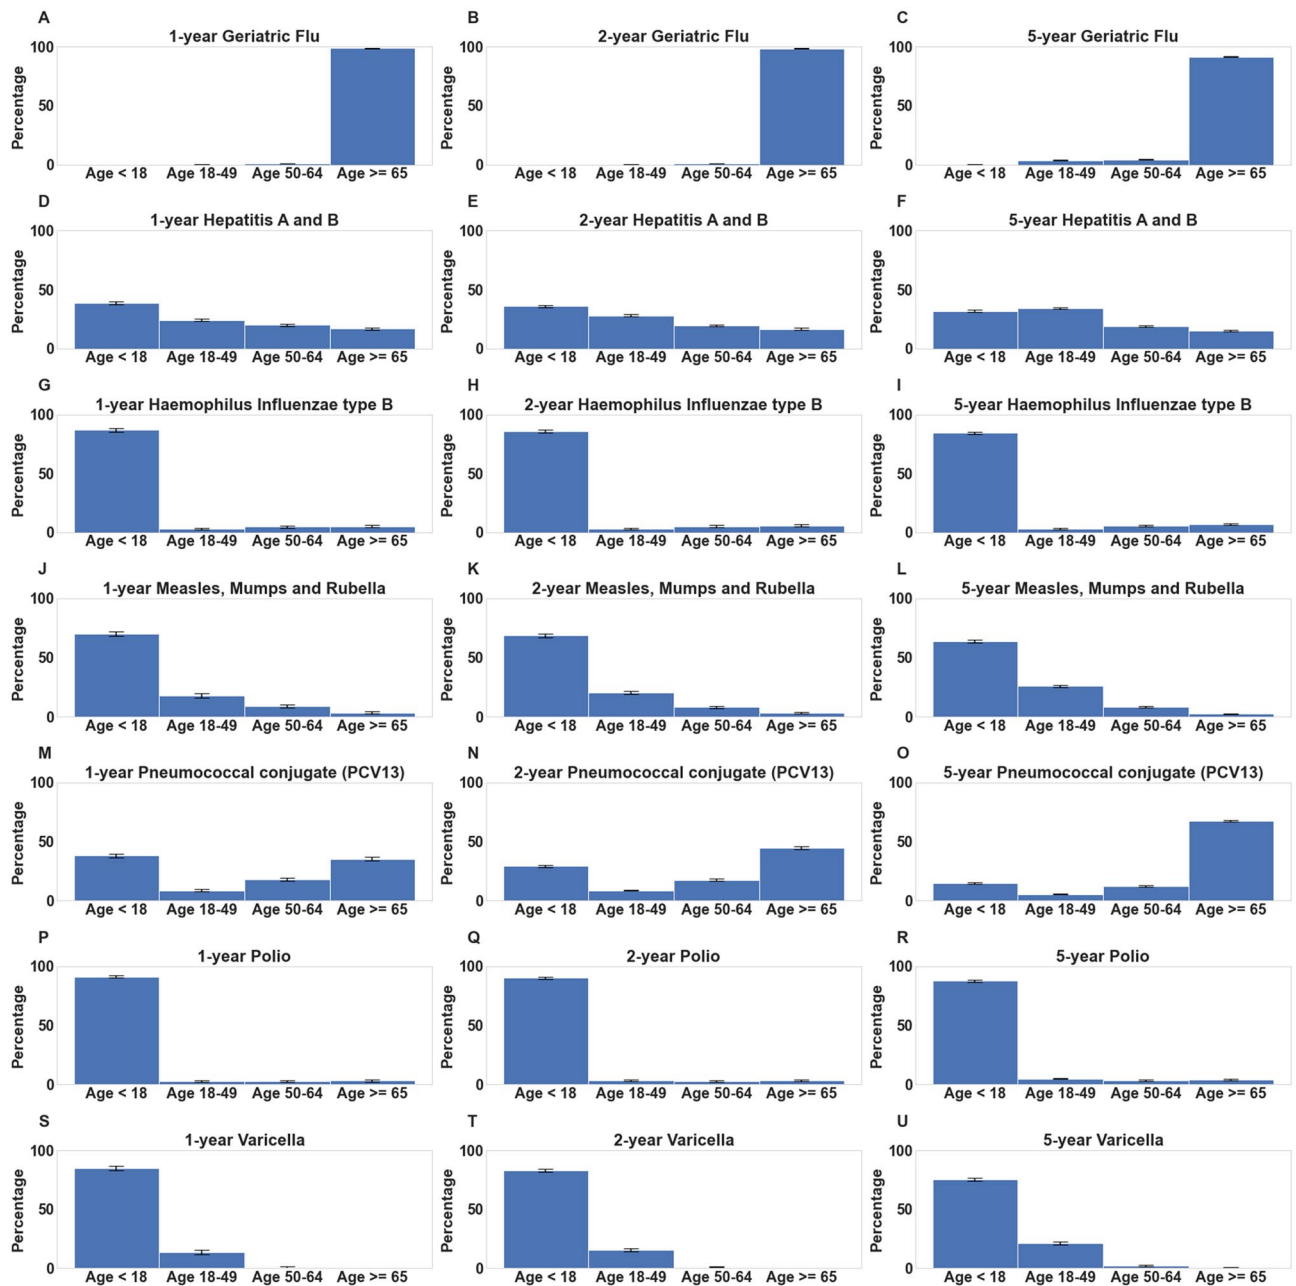 A
1-year Geriatric Flu
Percentage
100
50
0
Age < 18 Age 18-49 Age 50-64 Age >= 65
B
2-year Geriatric Flu
Percentage
100
50
0
Age < 18 Age 18-49 Age 50-64 Age >= 65
C
5-year Geriatric Flu
Percentage
100
50
0
Age < 18 Age 18-49 Age 50-64 Age >= 65
D
1-year Hepatitis A and B
Percentage
100
50
0
Age < 18 Age 18-49 Age 50-64 Age >= 65
E
2-year Hepatitis A and B
Percentage
100
50
0
Age < 18 Age 18-49 Age 50-64 Age >= 65
F
5-year Hepatitis A and B
Percentage
100
50
0
Age < 18 Age 18-49 Age 50-64 Age >= 65
G
1-year Haemophilus Influenzae type B
Percentage
100
50
0
Age < 18 Age 18-49 Age 50-64 Age >= 65
H
2-year Haemophilus Influenzae type B
Percentage
100
50
0
Age < 18 Age 18-49 Age 50-64 Age >= 65
I
5-year Haemophilus Influenzae type B
Percentage
100
50
0
Age < 18 Age 18-49 Age 50-64 Age >= 65
J
1-year Measles, Mumps and Rubella
Percentage
100
50
0
Age < 18 Age 18-49 Age 50-64 Age >= 65
K
2-year Measles, Mumps and Rubella
Percentage
100
50
0
Age < 18 Age 18-49 Age 50-64 Age >= 65
L
5-year Measles, Mumps and Rubella
Percentage
100
50
0
Age < 18 Age 18-49 Age 50-64 Age >= 65
M
1-year Pneumococcal conjugate (PCV13)
Percentage
100
50
0
Age < 18 Age 18-49 Age 50-64 Age >= 65
N
2-year Pneumococcal conjugate (PCV13)
Percentage
100
50
0
Age < 18 Age 18-49 Age 50-64 Age >= 65
O
5-year Pneumococcal conjugate (PCV13)
Percentage
100
50
0
Age < 18 Age 18-49 Age 50-64 Age >= 65
P
1-year Polio
Percentage
100
50
0
Age < 18 Age 18-49 Age 50-64 Age >= 65
Q
2-year Polio
Percentage
100
50
0
Age < 18 Age 18-49 Age 50-64 Age >= 65
R
5-year Polio
Percentage
100
50
0
Age < 18 Age 18-49 Age 50-64 Age >= 65
S
1-year Varicella
Percentage
100
50
0
Age < 18 Age 18-49 Age 50-64 Age >= 65
T
2-year Varicella
Percentage
100
50
0
Age < 18 Age 18-49 Age 50-64 Age >= 65
U
5-year Varicella
Percentage
100
50
0
Age < 18 Age 18-49 Age 50-64 Age >= 65